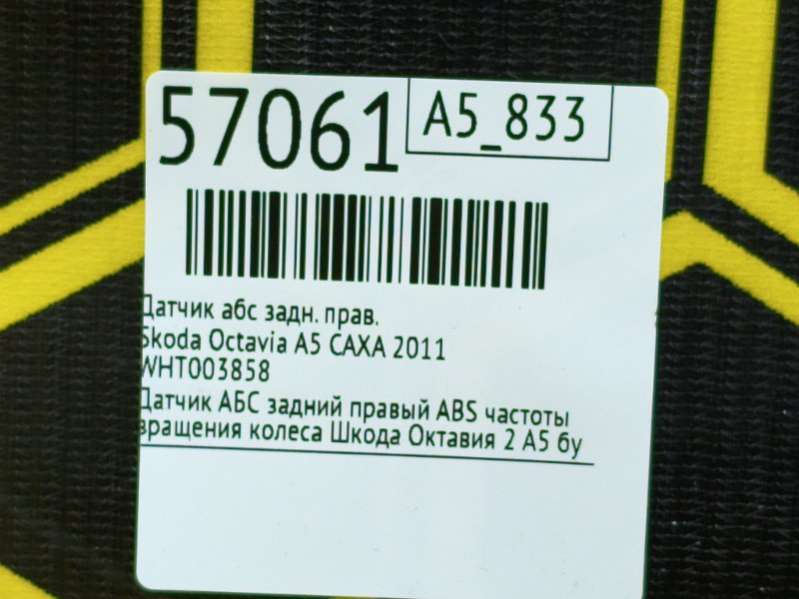 57061
A5_833
Датчик абс задн. прав.
Skoda Octavia A5 CAXA 2011
WHT003858
Датчик АБС задний правый ABS частоты
вращения колеса Шкода Октавия 2 А5 бу